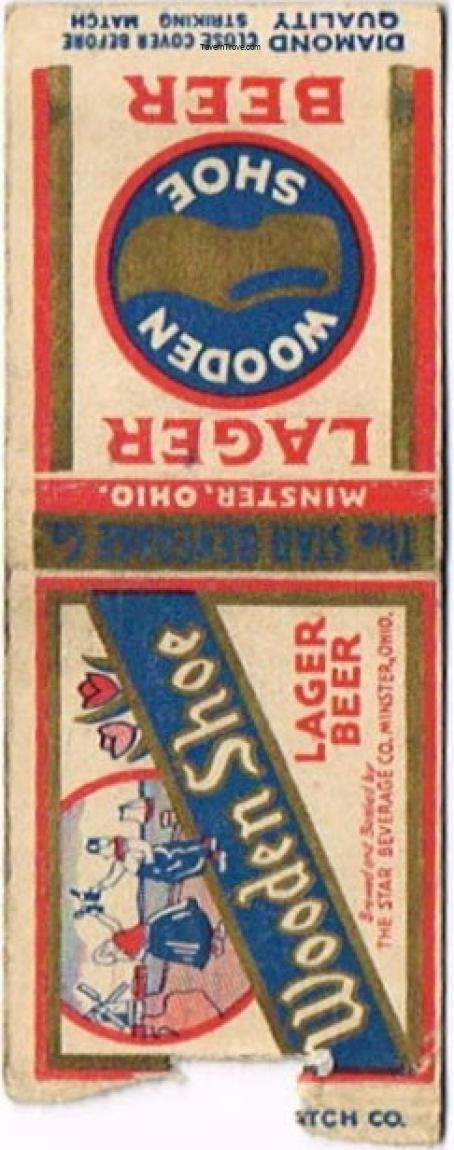 DIAMOND QUALITY
CLOSE COVER BEFORE STRIKING MATCH
TavernTrove.com
LAGER
WOODEN
SHOE
BEER
MINSTER, OHIO.
The STAR BEVERAGE Co.
Wooden Shoe
LAGER
BEER
Brewed and Bottled by
THE STAR BEVERAGE CO. MINSTER, OHIO.
TCH CO.